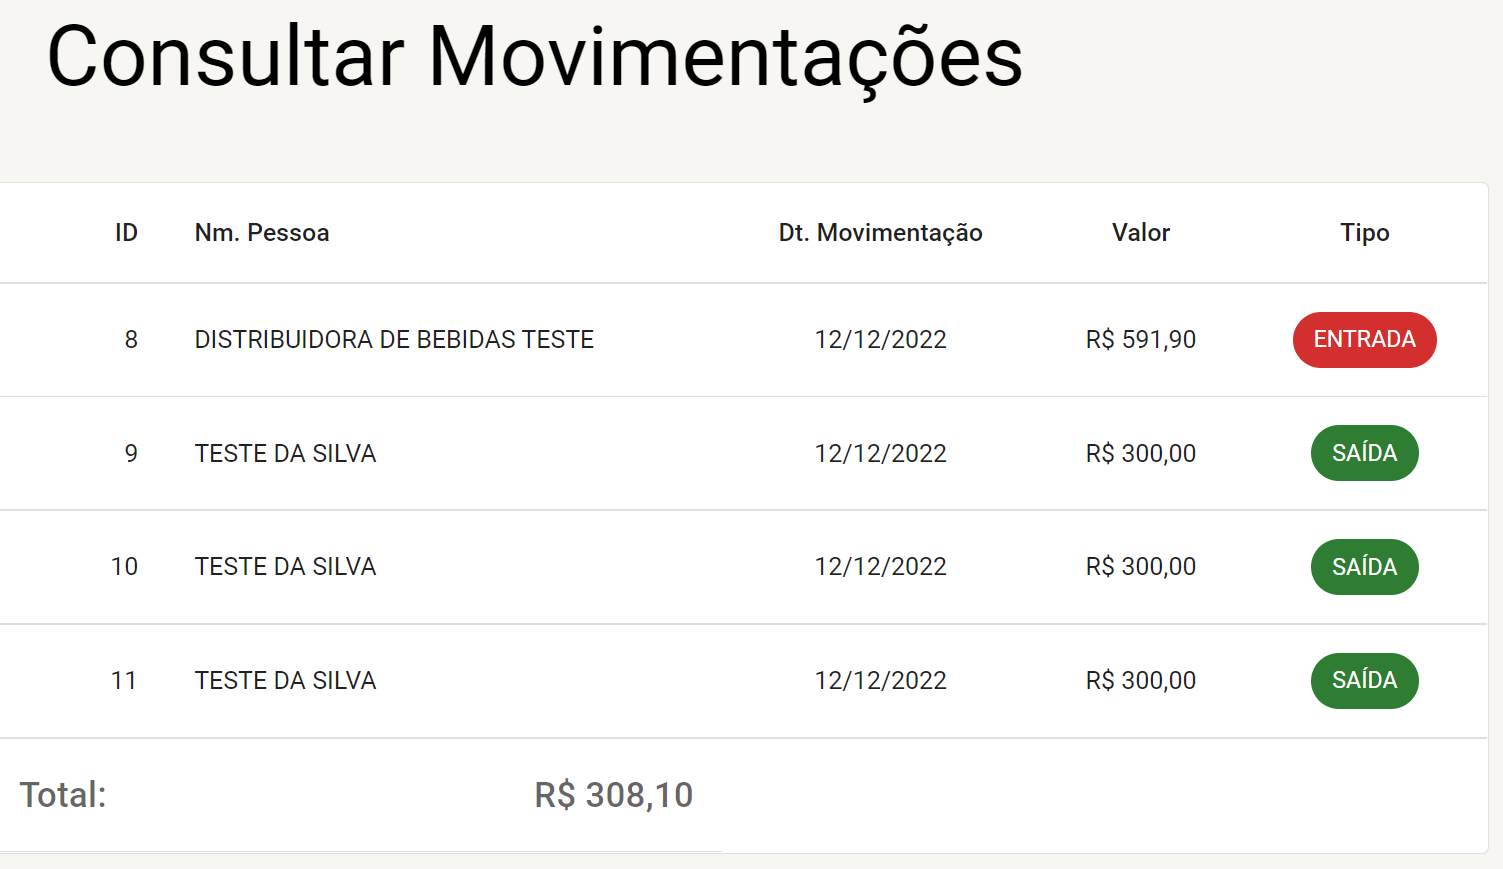 Consultar Movimentações
ID Nm. Pessoa Dt. Movimentação Valor Tipo
8 DISTRIBUIDORA DE BEBIDAS TESTE 12/12/2022 R$ 591,90 ENTRADA
9 TESTE DA SILVA 12/12/2022 R$ 300,00 SAÍDA
10 TESTE DA SILVA 12/12/2022 R$ 300,00 SAÍDA
11 TESTE DA SILVA 12/12/2022 R$ 300,00 SAÍDA
Total: R$ 308,10